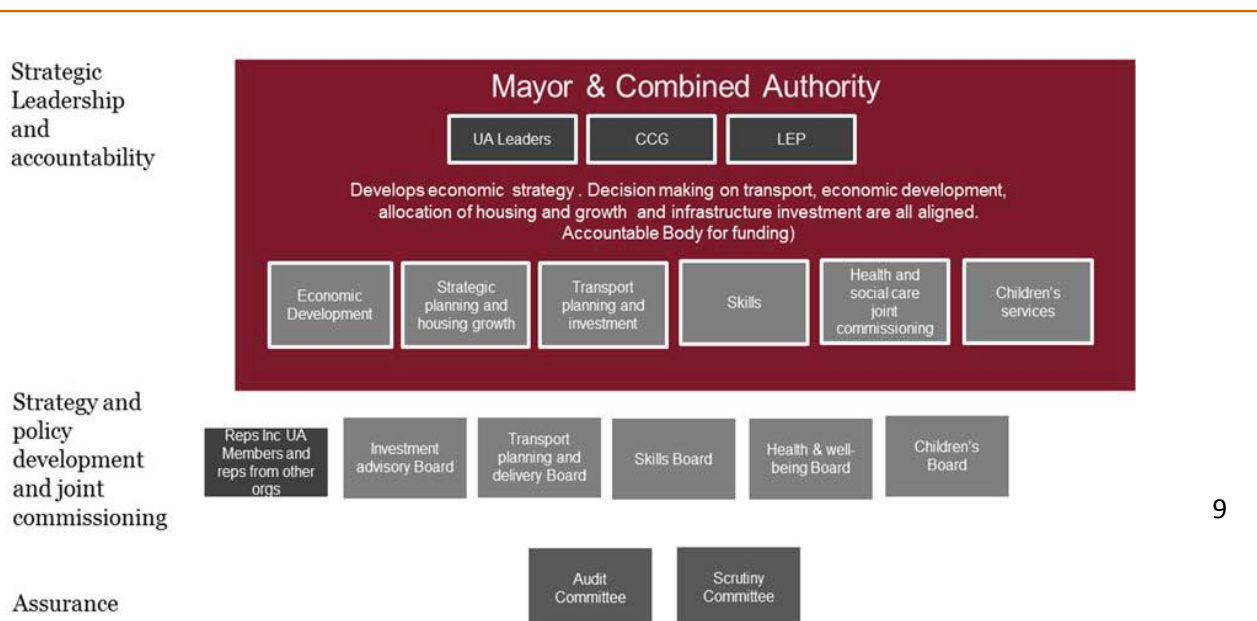 Strategic
Leadership
and
accountability
Mayor & Combined Authority
UA Leaders
CCG
LEP
Develops economic strategy . Decision making on transport, economic development,
allocation of housing and growth and infrastructure investment are all aligned.
Accountable Body for funding)
Economic
Development
Strategic
planning and
housing growth
Transport
planning and
investment
Skills
Health and
social care
joint
commissioning
Children's
services
Strategy and
policy
development
and joint
commissioning
Reps Inc UA
Members and
reps from other
orgs
Investment
advisory Board
Transport
planning and
delivery Board
Skills Board
Health & well-
being Board
Children's
Board
9
Assurance
Audit
Committee
Scrutiny
Committee